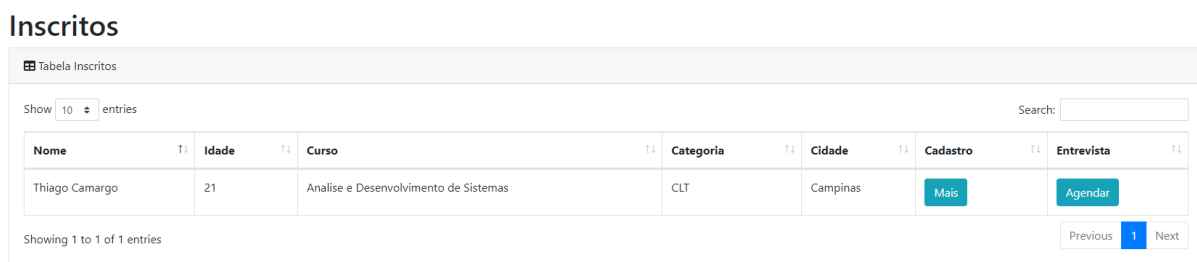 Inscritos
Tabela Inscritos
Show 10 entries Search:
Nome Idade Curso Categoria Cidade Cadastro Entrevista
Thiago Camargo 21 Analise e Desenvolvimento de Sistemas CLT Campinas Mais Agendar
Showing 1 to 1 of 1 entries Previous 1 Next